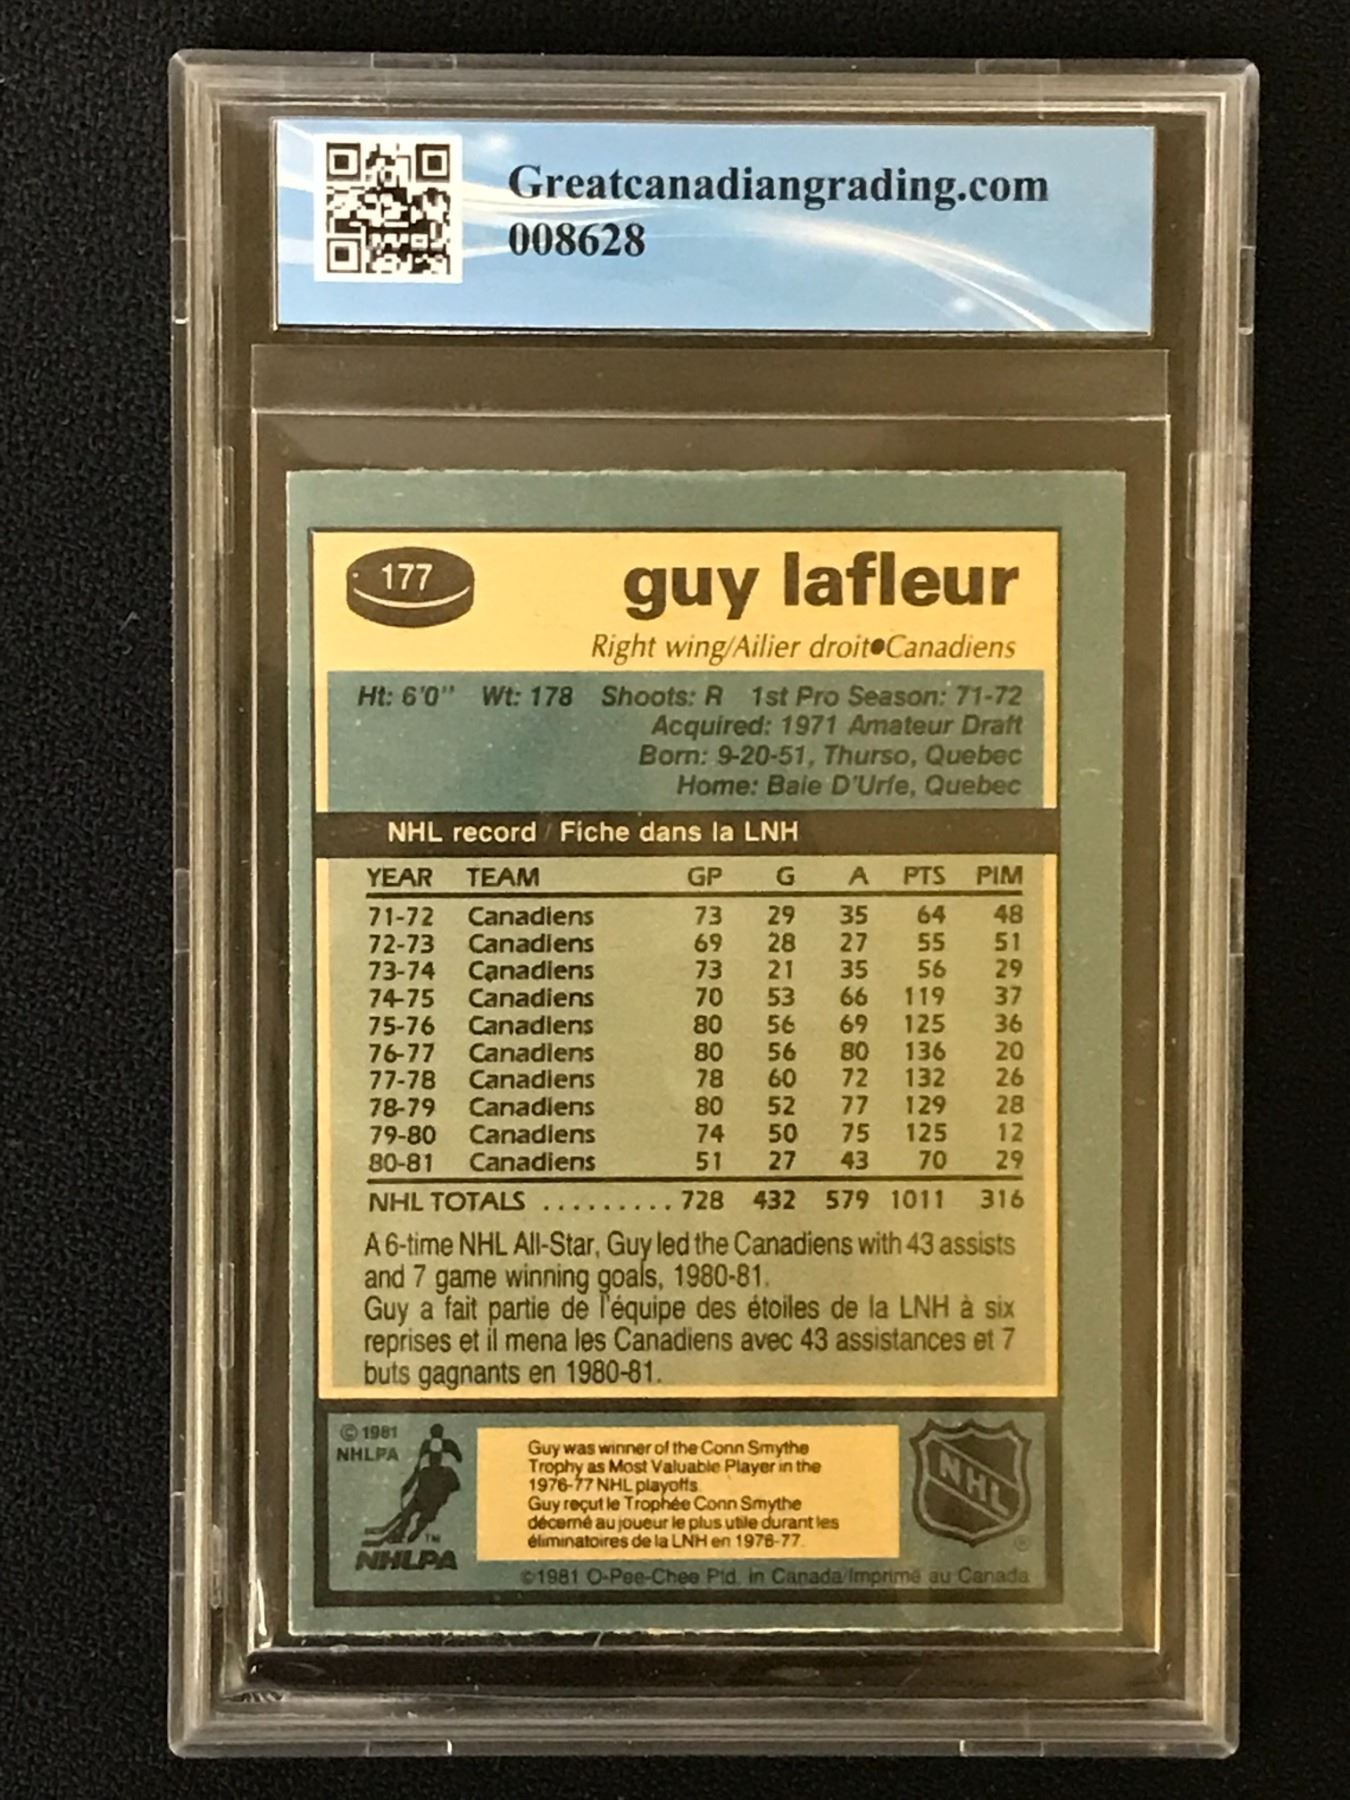 Greatcanadiangrading.com
008628
177
guy lafleur
Right wing/Ailier droit●Canadiens
Ht: 6'0" Wt: 178 Shoots: R 1st Pro Season: 71-72
Acquired: 1971 Amateur Draft
Born: 9-20-51, Thurso, Quebec
Home: Baie D'Urfe, Quebec
NHL record / Fiche dans la LNH
YEAR TEAM GP G A PTS PIM
71-72 Canadiens 73 29 35 64 48
72-73 Canadiens 69 28 27 55 51
73-74 Canadiens 73 21 35 56 29
74-75 Canadiens 70 53 66 119 37
75-76 Canadiens 80 56 69 125 36
76-77 Canadiens 80 56 80 136 20
77-78 Canadiens 78 60 72 132 26
78-79 Canadiens 80 52 77 129 28
79-80 Canadiens 74 50 75 125 12
80-81 Canadiens 51 27 43 70 29
NHL TOTALS ......... 728 432 579 1011 316
A 6-time NHL All-Star, Guy led the Canadiens with 43 assists
and 7 game winning goals, 1980-81.
Guy a fait partie de l'équipe des étoiles de la LNH à six
reprises et il mena les Canadiens avec 43 assistances et 7
buts gagnants en 1980-81.
© 1981
NHLPA
TM
NHLPA
Guy was winner of the Conn Smythe
Trophy as Most Valuable Player in the
1976-77 NHL playoffs.
Guy reçut le Trophée Conn Smythe
décerné au joueur le plus utile durant les
éliminatoires de la LNH en 1976-77.
NHL
®
©1981 O-Pee-Chee Ptd. in Canada/Imprimé au Canada